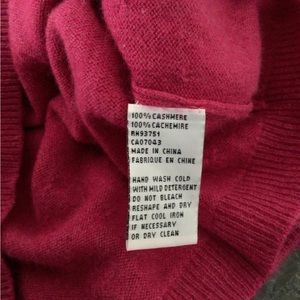 100% CASHMERE
100% CACHEMIRE
RN93751
CA07043
MADE IN CHINA
FABRIQUE EN CHINE
HAND WASH COLD
WITH MILD DETERGENT
DO NOT BLEACH
RESHAPE AND DRY
FLAT COOL IRON
IF NECESSARY
OR DRY CLEAN